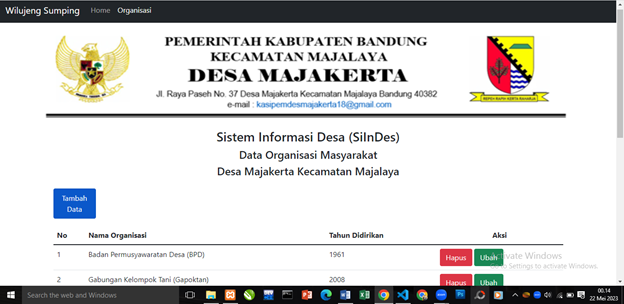 Wilujeng Sumping Home Organisasi
PEMERINTAH KABUPATEN BANDUNG
KECAMATAN MAJALAYA
DESA MAJAKERTA
Jl. Raya Paseh No. 37 Desa Majakerta Kecamatan Majalaya Bandung 40382
e-mail : kasipemdesmajakerta18@gmail.com
BEDAS RAPIH KERTA RAHARJA
Sistem Informasi Desa (SiInDes)
Data Organisasi Masyarakat
Desa Majakerta Kecamatan Majalaya
Tambah
Data
No Nama Organisasi Tahun Didirikan Aksi
1 Badan Permusyawaratan Desa (BPD) 1961 Hapus Ubah
Activate Windows
Go to Settings to activate Windows.
2 Gabungan Kelompok Tani (Gapoktan) 2008 Hapus Ubah
Search the web and Windows
00.14
22 Mei 2023